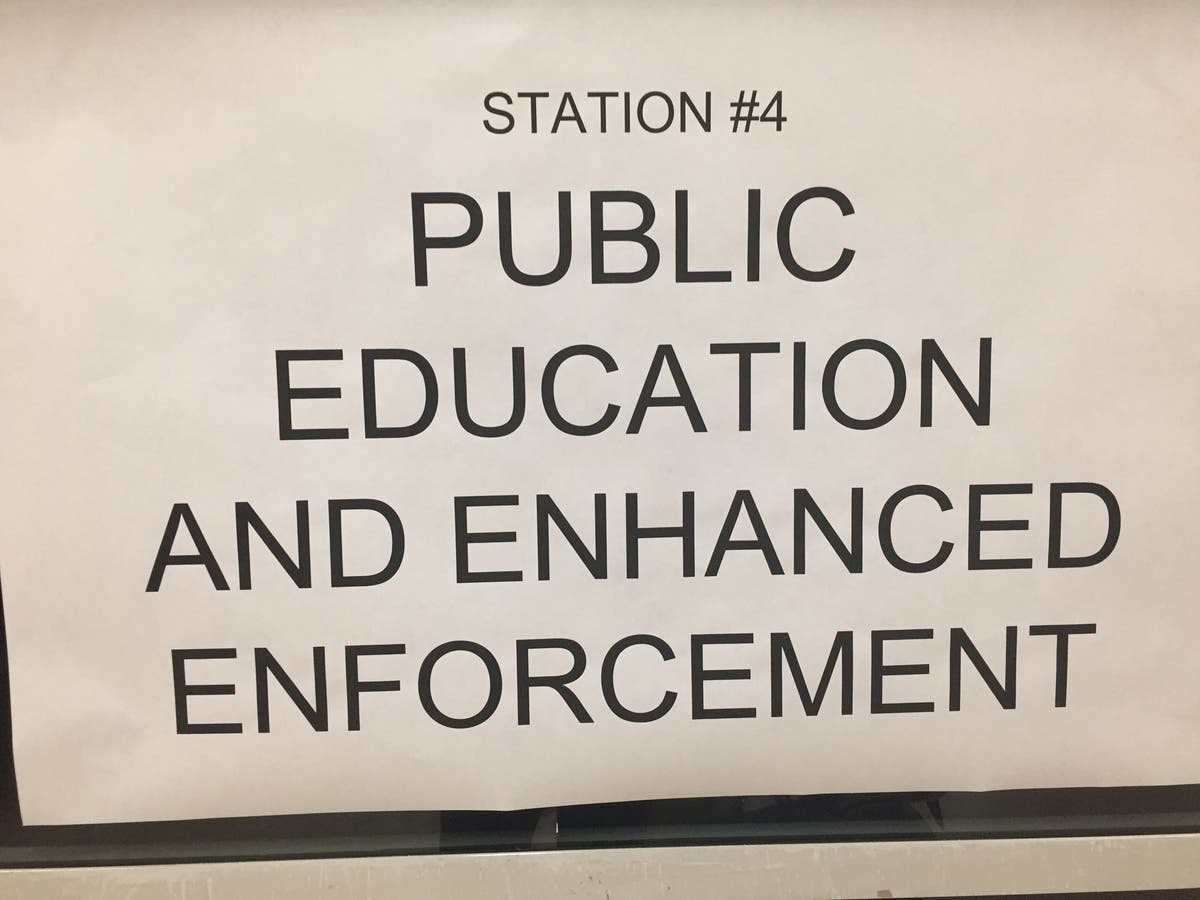 STATION #4
PUBLIC
EDUCATION
AND ENHANCED
ENFORCEMENT